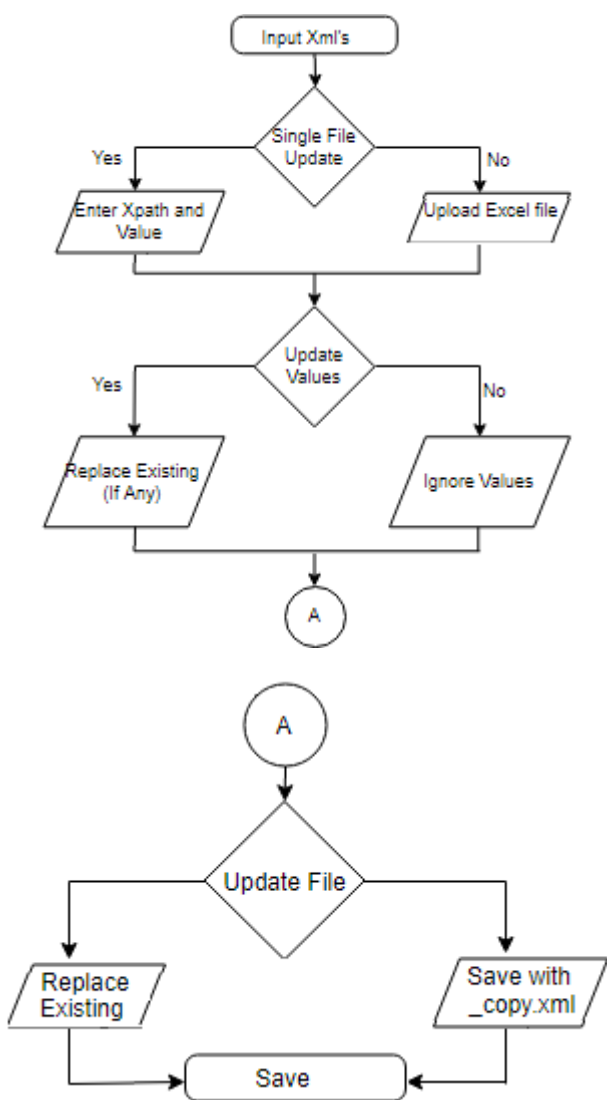 Input Xml's
Single File
Update
Yes
No
Enter Xpath and
Value
Upload Excel file
Update
Values
Yes
No
Replace Existing
(If Any)
Ignore Values
A
A
Update File
Replace
Existing
Save with
_copy.xml
Save